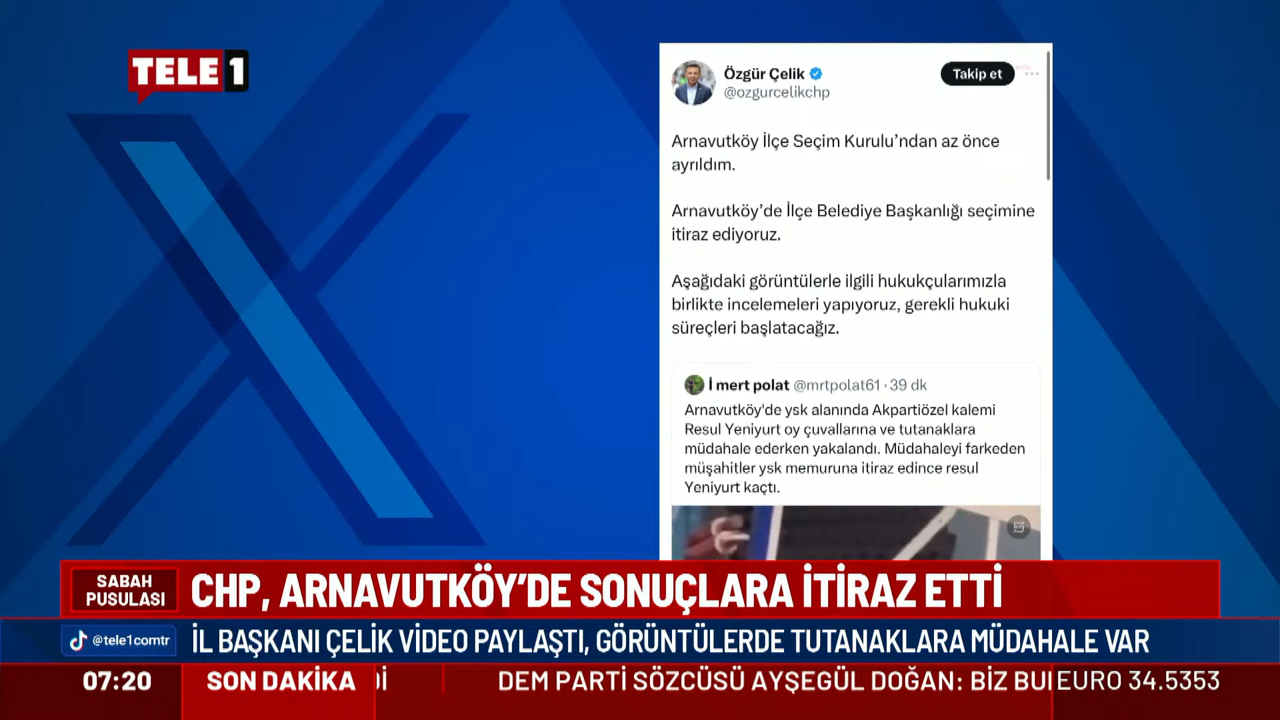 TELE 1
Özgür Çelik
@ozgurcelikchp
Takip et
Arnavutköy İlçe Seçim Kurulu’ndan az önce
ayrıldım.
Arnavutköy’de İlçe Belediye Başkanlığı seçimine
itiraz ediyoruz.
Aşağıdaki görüntülerle ilgili hukukçularımızla
birlikte incelemeleri yapıyoruz, gerekli hukuki
süreçleri başlatacağız.
İ mert polat @mrtpolat61 · 39 dk
Arnavutköy'de ysk alanında Akpartiözel kalemi
Resul Yeniyurt oy çuvallarına ve tutanaklara
müdahale ederken yakalandı. Müdahaleyi farkeden
müşahitler ysk memuruna itiraz edince resul
Yeniyurt kaçtı.
SABAH
PUSULASI
CHP, ARNAVUTKÖY’DE SONUÇLARA İTİRAZ ETTİ
@tele1comtr
İL BAŞKANI ÇELİK VİDEO PAYLAŞTI, GÖRÜNTÜLERDE TUTANAKLARA MÜDAHALE VAR
07:20 SON DAKİKA DEM PARTİ SÖZCÜSÜ AYŞEGÜL DOĞAN: BİZ EURO 34.5353